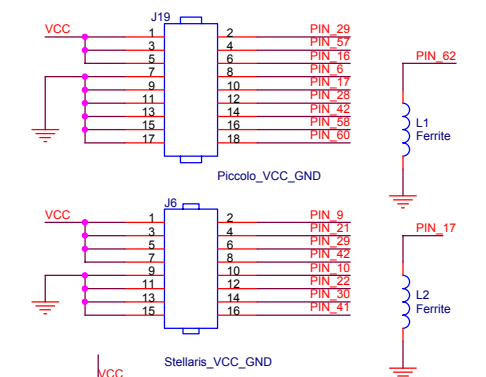 J19
VCC 1 2 PIN_29
3 4 PIN_57
5 6 PIN_16
7 8 PIN_6
9 10 PIN_17
11 12 PIN_28
13 14 PIN_42
15 16 PIN_58
17 18 PIN_60
Piccolo_VCC_GND
PIN_62
L1
Ferrite
J6
VCC 1 2 PIN_9
3 4 PIN_21
5 6 PIN_29
7 8 PIN_42
9 10 PIN_10
11 12 PIN_22
13 14 PIN_30
15 16 PIN_41
Stellaris_VCC_GND
PIN_17
L2
Ferrite
VCC